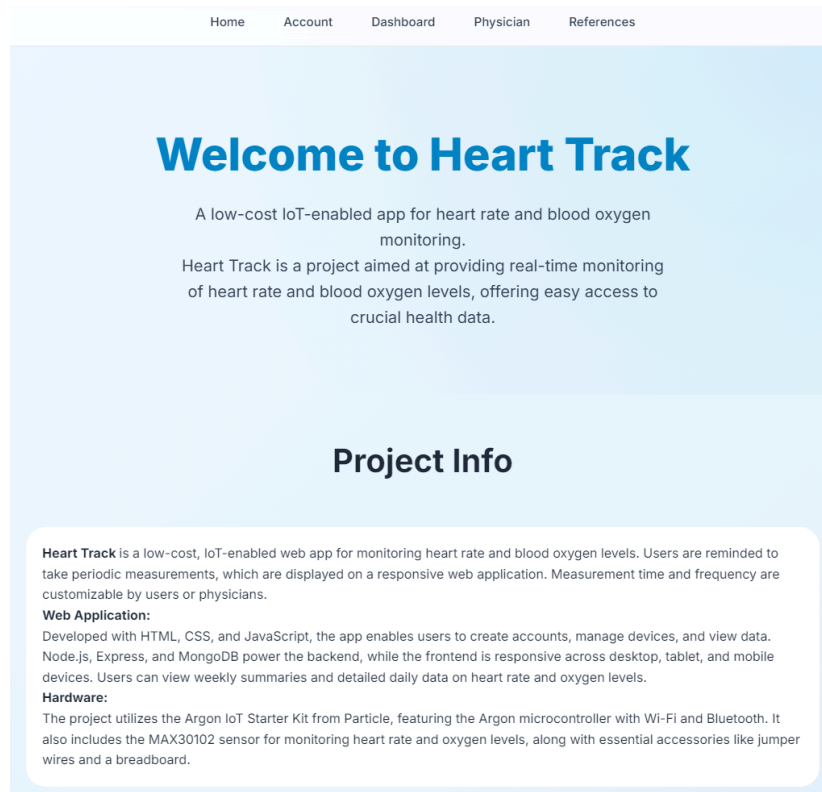 Home Account Dashboard Physician References
Welcome to Heart Track
A low-cost IoT-enabled app for heart rate and blood oxygen
monitoring.
Heart Track is a project aimed at providing real-time monitoring
of heart rate and blood oxygen levels, offering easy access to
crucial health data.
Project Info
Heart Track is a low-cost, IoT-enabled web app for monitoring heart rate and blood oxygen levels. Users are reminded to
take periodic measurements, which are displayed on a responsive web application. Measurement time and frequency are
customizable by users or physicians.
Web Application:
Developed with HTML, CSS, and JavaScript, the app enables users to create accounts, manage devices, and view data.
Node.js, Express, and MongoDB power the backend, while the frontend is responsive across desktop, tablet, and mobile
devices. Users can view weekly summaries and detailed daily data on heart rate and oxygen levels.
Hardware:
The project utilizes the Argon IoT Starter Kit from Particle, featuring the Argon microcontroller with Wi-Fi and Bluetooth. It
also includes the MAX30102 sensor for monitoring heart rate and oxygen levels, along with essential accessories like jumper
wires and a breadboard.